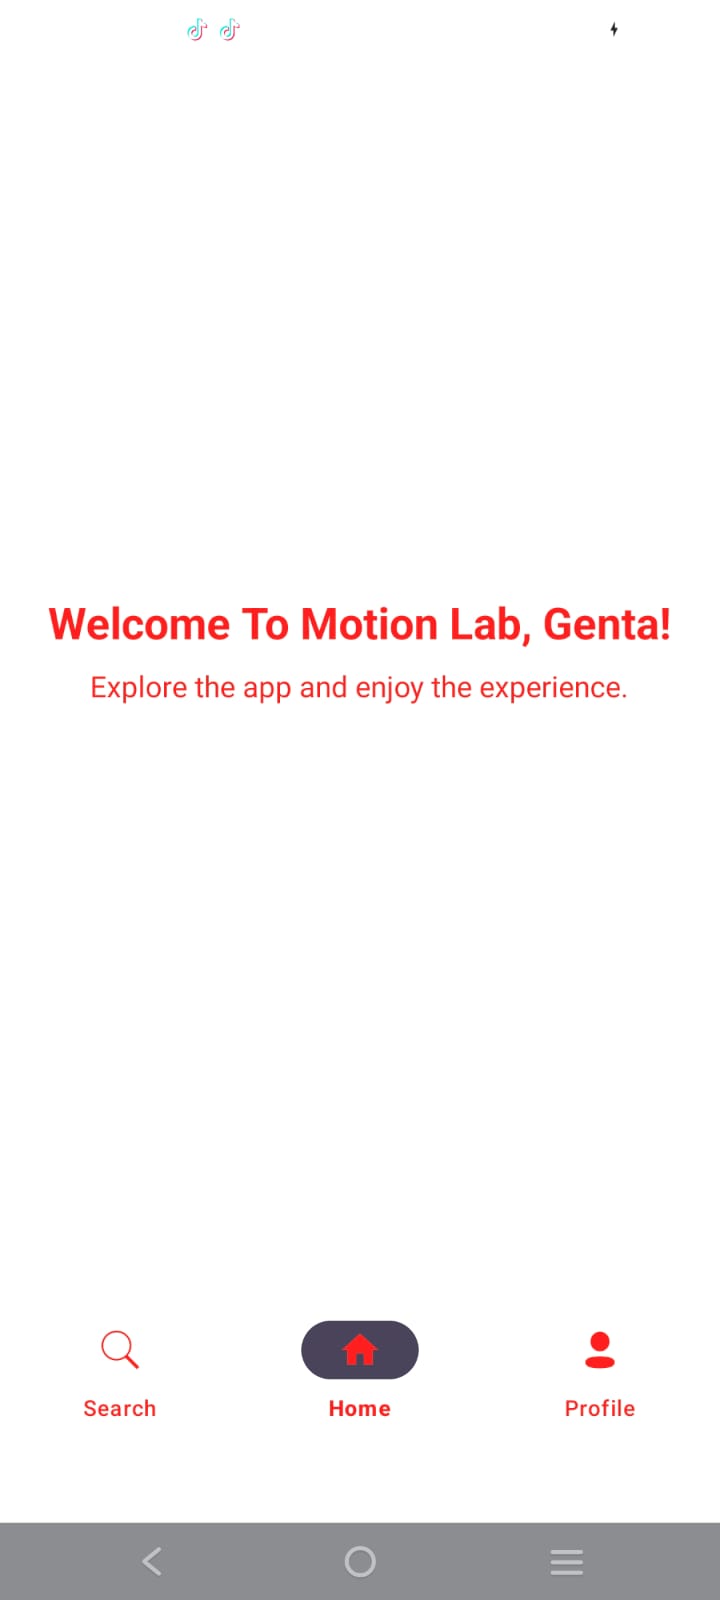 Welcome To Motion Lab, Genta!
Explore the app and enjoy the experience.
Search
Home
Profile